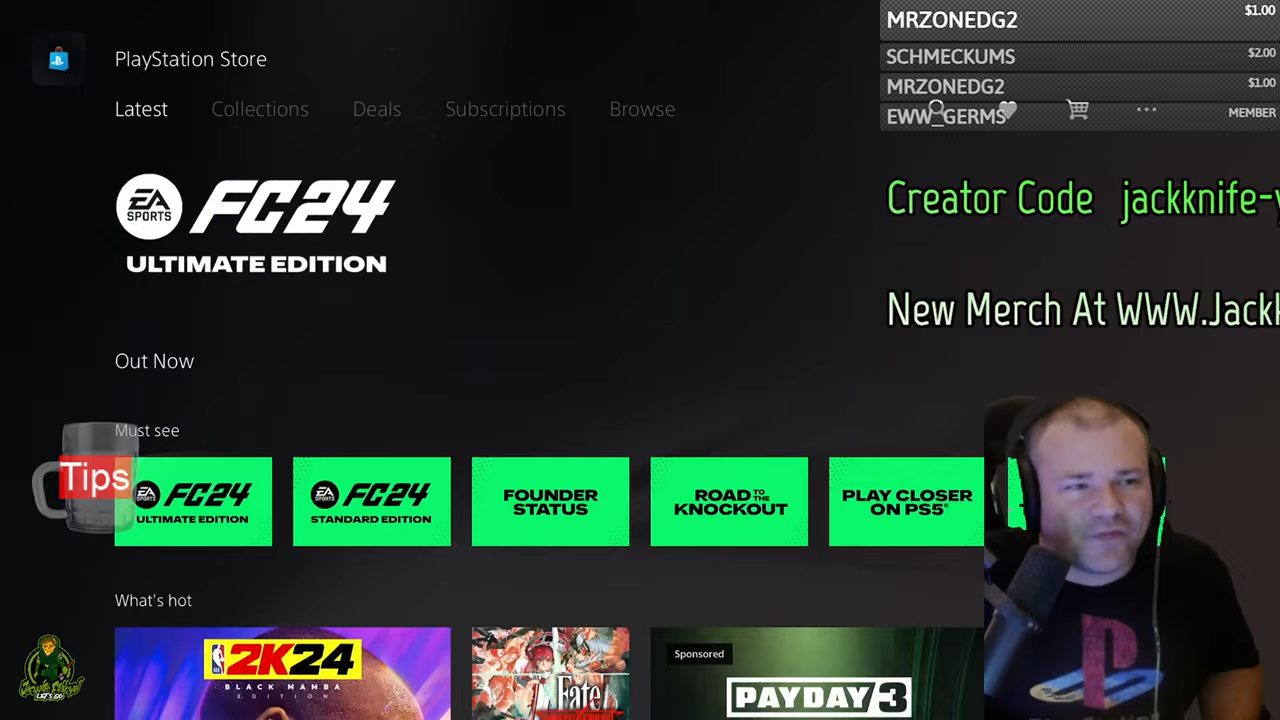 PlayStation Store
Latest Collections Deals Subscriptions Browse
MRZONEDG2 $1.00
SCHMECKUMS $2.00
MRZONEDG2 $1.00
EWW_GERMS MEMBER
EA SPORTS FC24
ULTIMATE EDITION
Creator Code jackknife-
New Merch At WWW.Jack
Out Now
Must see
Tips
EA FC24
ULTIMATE EDITION
EA SPORTS FC24
STANDARD EDITION
FOUNDER
STATUS
ROAD TO THE
KNOCKOUT
PLAY CLOSER
ON PS5
What's hot
NBA 2K24
BLACK MAMBA
EDITION
Fate
Sponsored
PAYDAY 3
LET'S GO